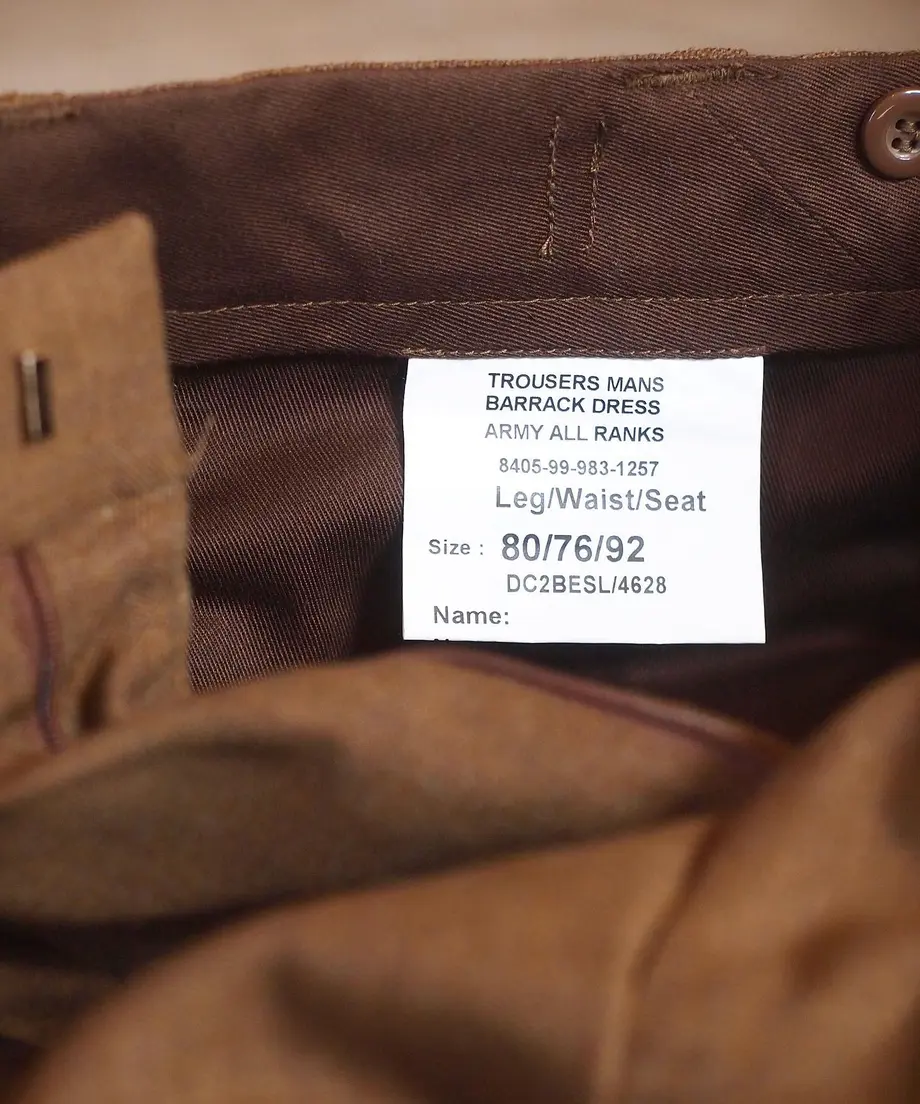 TROUSERS MANS
BARRACK DRESS
ARMY ALL RANKS
8405-99-983-1257
Leg/Waist/Seat
Size : 80/76/92
DC2BESL/4628
Name: